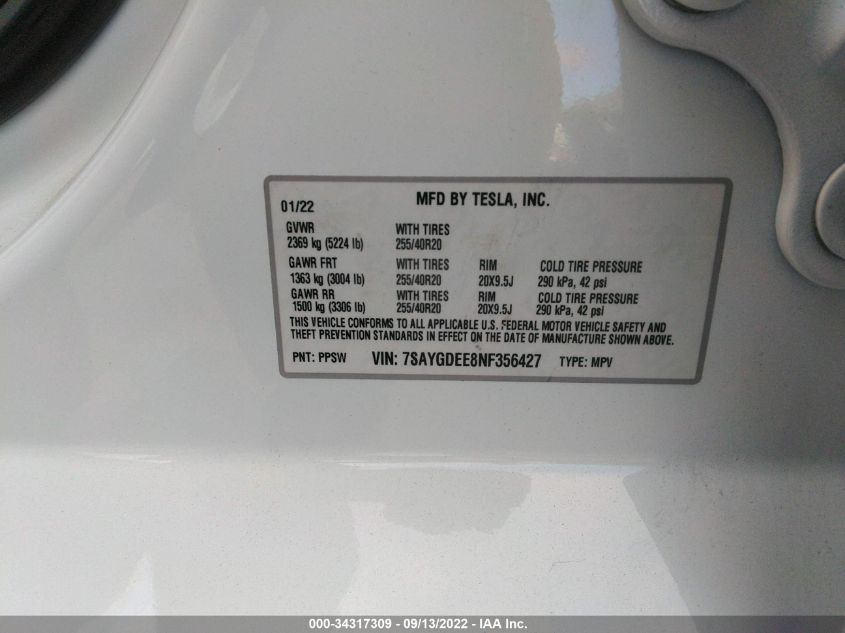 01/22 MFD BY TESLA, INC.
GVWR WITH TIRES
2369 kg (5224 lb) 255/40R20
GAWR FRT WITH TIRES RIM COLD TIRE PRESSURE
1363 kg (3004 lb) 255/40R20 20X9.5J 290 kPa, 42 psi
GAWR RR WITH TIRES RIM COLD TIRE PRESSURE
1500 kg (3306 lb) 255/40R20 20X9.5J 290 kPa, 42 psi
THIS VEHICLE CONFORMS TO ALL APPLICABLE U.S. FEDERAL MOTOR VEHICLE SAFETY AND
THEFT PREVENTION STANDARDS IN EFFECT ON THE DATE OF MANUFACTURE SHOWN ABOVE.
PNT: PPSW VIN: 7SAYGDEE8NF356427 TYPE: MPV
000-34317309 - 09/13/2022 - IAA Inc.